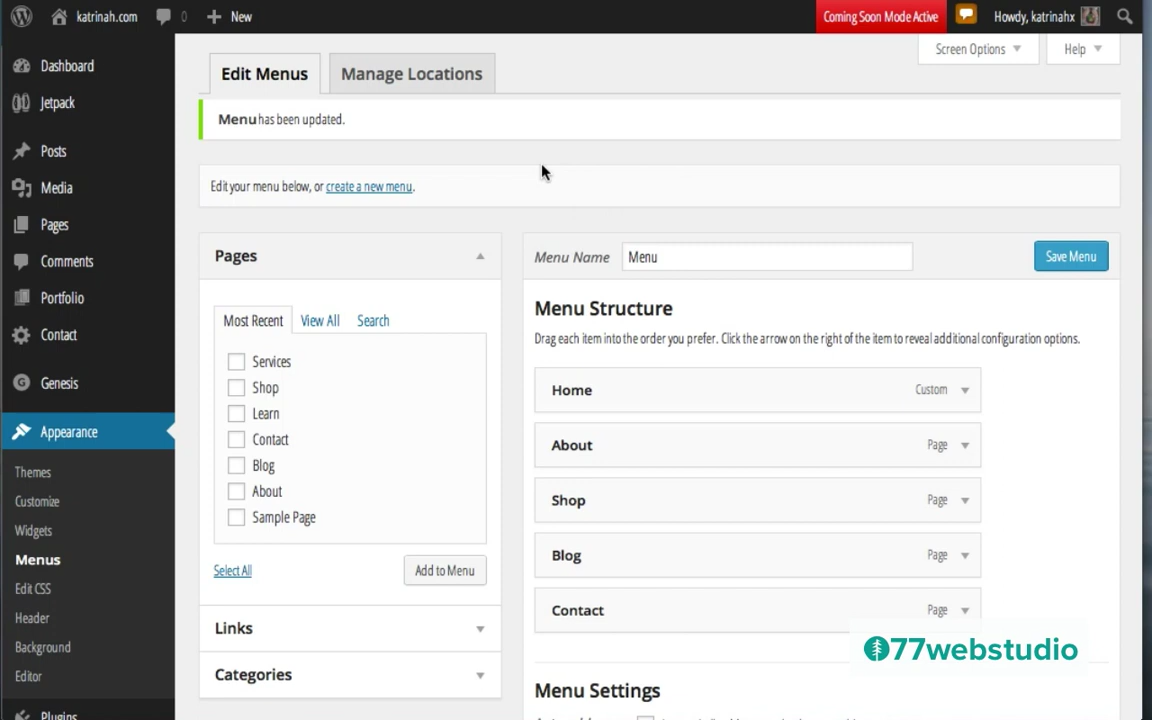 katrinah.com 0 New Coming Soon Mode Active Howdy, katrinahx
Dashboard
Jetpack
Posts
Media
Pages
Comments
Portfolio
Contact
Genesis
Appearance
Themes
Customize
Widgets
Menus
Edit CSS
Header
Background
Editor
Plugins
Screen Options Help
Edit Menus Manage Locations
Menu has been updated.
Edit your menu below, or create a new menu.
Pages
Most Recent View All Search
Services
Shop
Learn
Contact
Blog
About
Sample Page
Select All Add to Menu
Links
Categories
Menu Name Menu Save Menu
Menu Structure
Drag each item into the order you prefer. Click the arrow on the right of the item to reveal additional configuration options.
Home Custom
About Page
Shop Page
Blog Page
Contact Page
77webstudio
Menu Settings